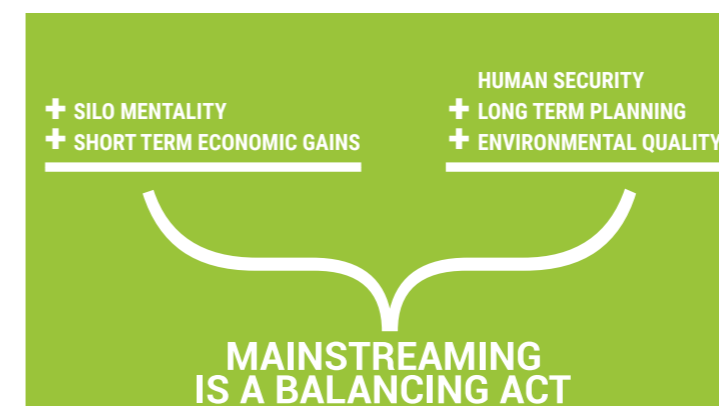 + SILO MENTALITY
+ SHORT TERM ECONOMIC GAINS
HUMAN SECURITY
+ LONG TERM PLANNING
+ ENVIRONMENTAL QUALITY
MAINSTREAMING
IS A BALANCING ACT